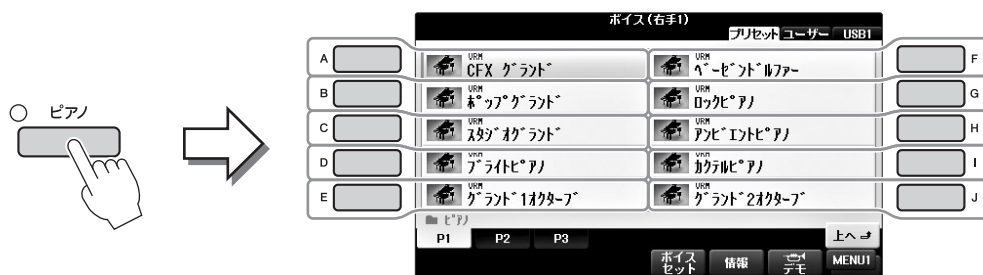 ボイス(右手1)
プリセット ユーザー USB1
A VRM CFX グランド VRM ベーゼンドルファー F
B VRM ポップグランド VRM ロックピアノ G
ピアノ
C VRM スタジオグランド VRM アンビエントピアノ H
D VRM ブライトピアノ VRM カクテルピアノ I
E VRM グランド1オクターブ VRM グランド2オクターブ J
ピアノ
P1 P2 P3 上へ
ボイスセット 情報 デモ MENU1